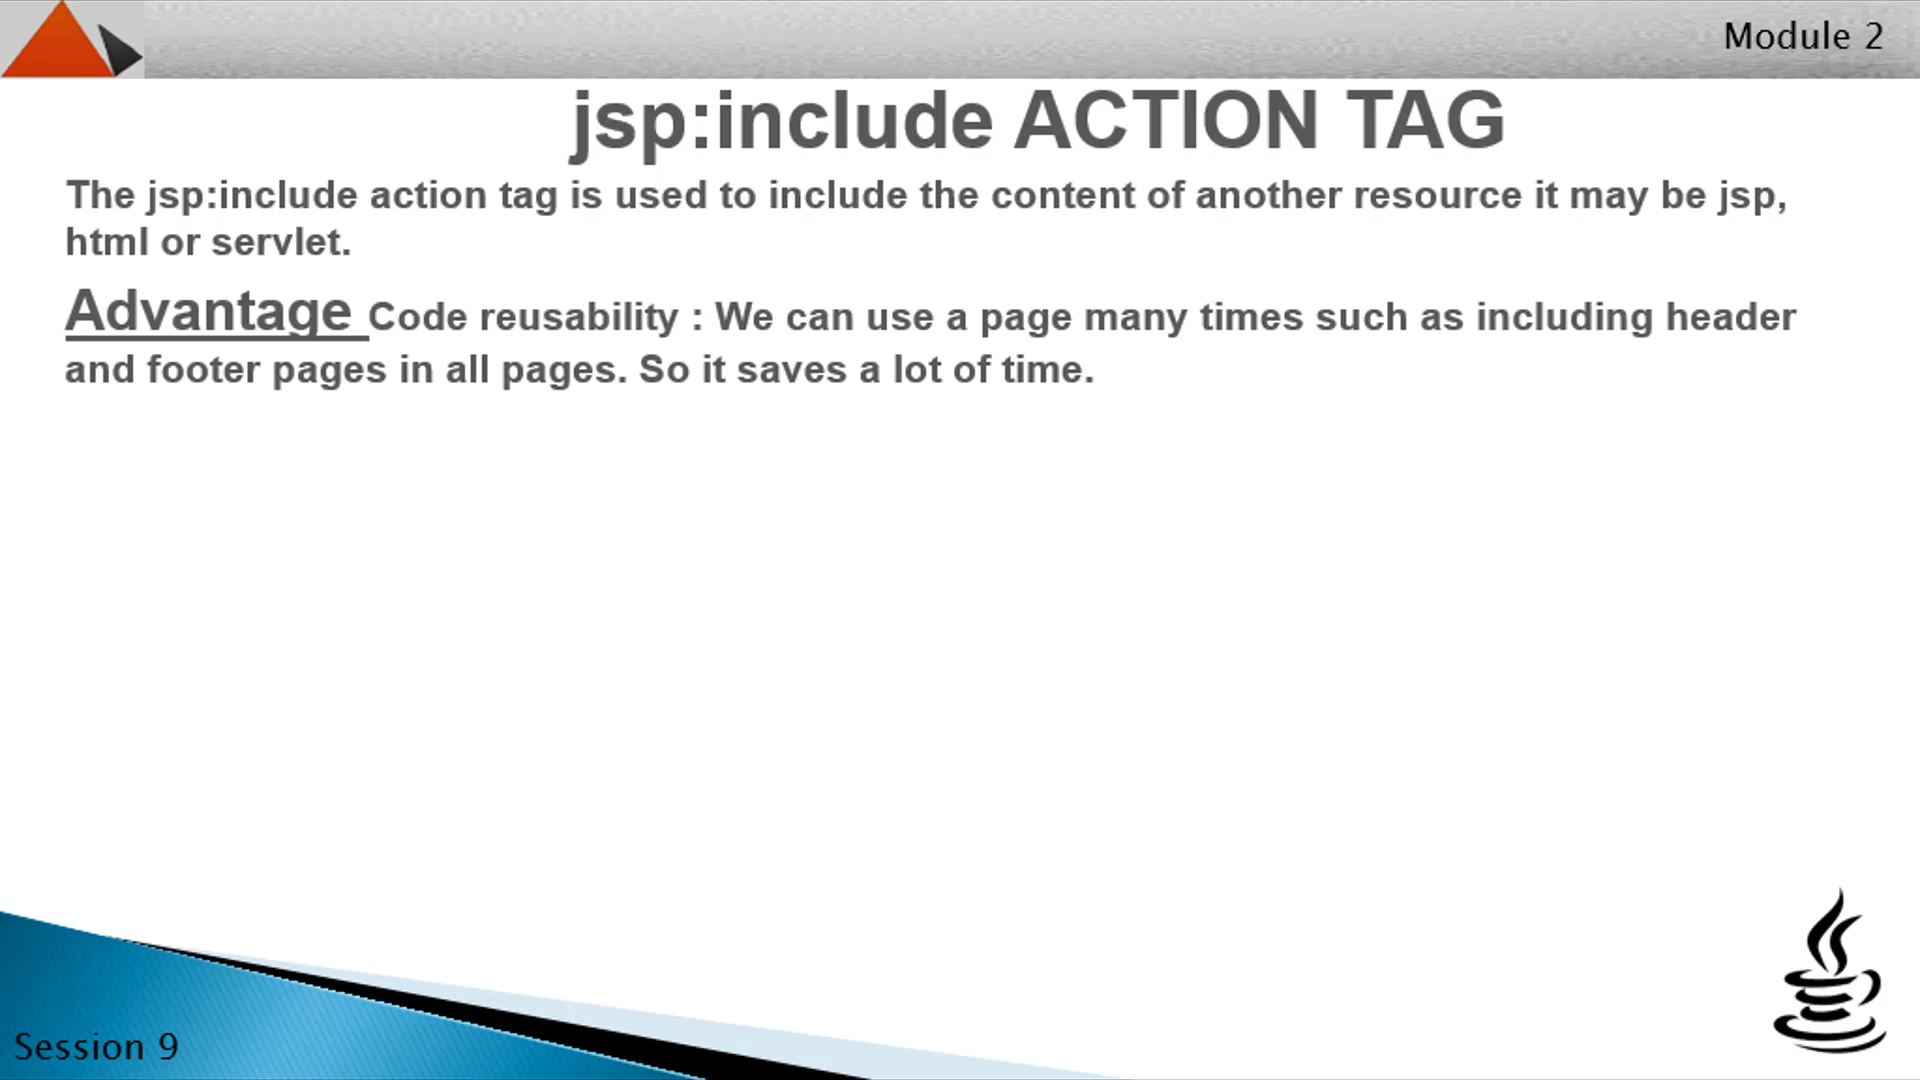 Module 2
jsp:include ACTION TAG
The jsp:include action tag is used to include the content of another resource it may be jsp,
html or servlet.
Advantage Code reusability : We can use a page many times such as including header
and footer pages in all pages. So it saves a lot of time.
Session 9